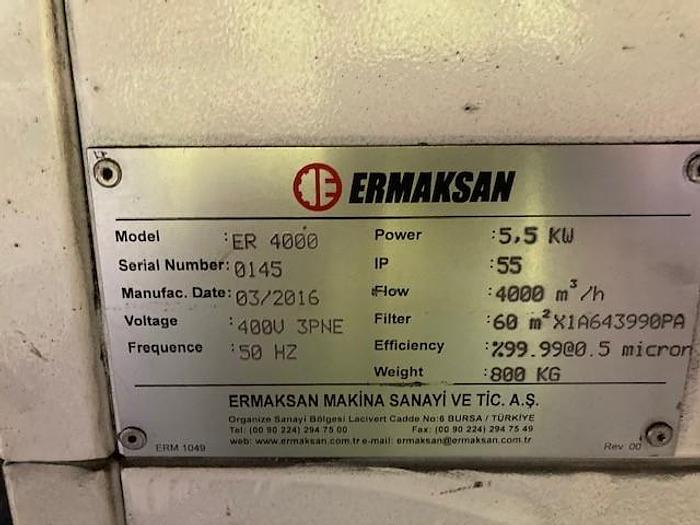 ERMAKSAN
Model :ER 4000 Power :5,5 KW
Serial Number:0145 IP :55
Manufac. Date:03/2016 Flow :4000 m³/h
Voltage :400V 3PNE Filter :60 m²X1A643990PA
Frequence :50 HZ Efficiency :%99.99@0.5 micron
Weight :800 KG
ERMAKSAN MAKİNA SANAYİ VE TİC. A.Ş.
Organize Sanayi Bölgesi Lacivert Cadde No:6 BURSA / TÜRKİYE
Tel: (00 90 224) 294 75 00 Fax: (00 90 224) 294 75 49
web: www.ermaksan.com.tr e-mail: ermaksan@ermaksan.com.tr
ERM 1049 Rev. 00